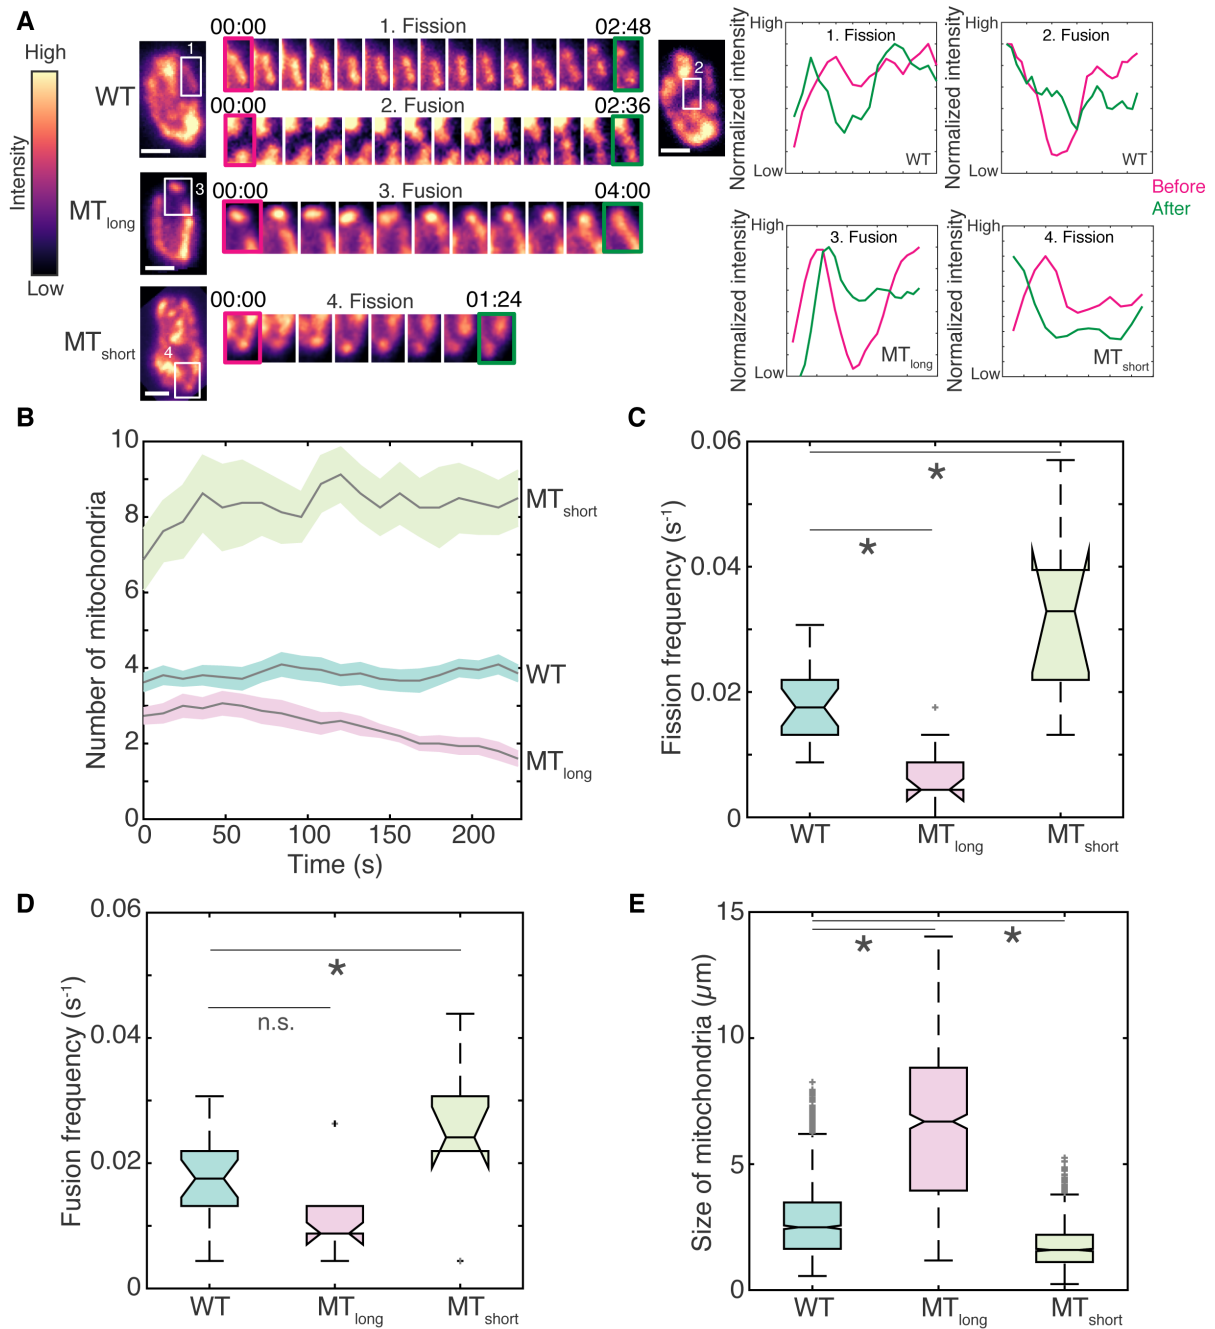 A
High
Intensity
Low
WT
00:00
1. Fission
02:48
1
00:00
2. Fusion
02:36
2
MTlong
3
00:00
3. Fusion
04:00
MTshort
4
00:00
4. Fission
01:24
High
Normalized intensity
Low
1. Fission
WT
High
Normalized intensity
Low
2. Fusion
WT
Before
After
High
Normalized intensity
Low
3. Fusion
MTlong
High
Normalized intensity
Low
4. Fission
MTshort
B
Number of mitochondria
10
8
6
4
2
0
0
50
100
150
200
Time (s)
MTshort
WT
MTlong
C
Fission frequency (s-1)
0.06
0.04
0.02
0
*
*
WT
MTlong
MTshort
D
Fusion frequency (s-1)
0.06
0.04
0.02
0
*
n.s.
WT
MTlong
MTshort
E
Size of mitochondria (μm)
15
10
5
0
*
*
WT
MTlong
MTshort